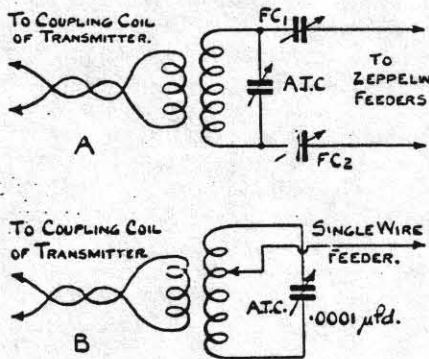 TO COUPLING COIL
OF TRANSMITTER.
FC1
A.T.C
TO
ZEPPELIN
FEEDERS
A
FC2
TO COUPLING COIL
OF TRANSMITTER
SINGLE WIRE
FEEDER.
A.T.C.
.0001 µfd.
B